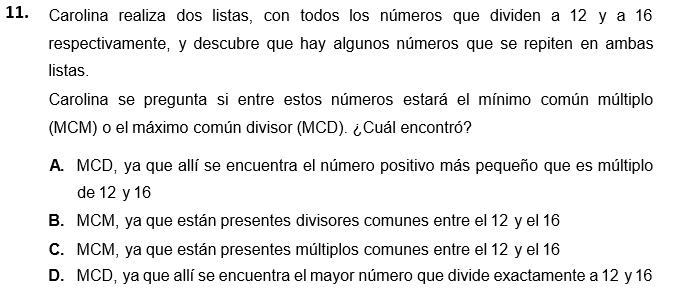 11. Carolina realiza dos listas, con todos los números que dividen a 12 y a 16
respectivamente, y descubre que hay algunos números que se repiten en ambas
listas.
Carolina se pregunta si entre estos números estará el mínimo común múltiplo
(MCM) o el máximo común divisor (MCD). ¿Cuál encontró?
A. MCD, ya que allí se encuentra el número positivo más pequeño que es múltiplo
de 12 y 16
B. MCM, ya que están presentes divisores comunes entre el 12 y el 16
C. MCM, ya que están presentes múltiplos comunes entre el 12 y el 16
D. MCD, ya que allí se encuentra el mayor número que divide exactamente a 12 y 16